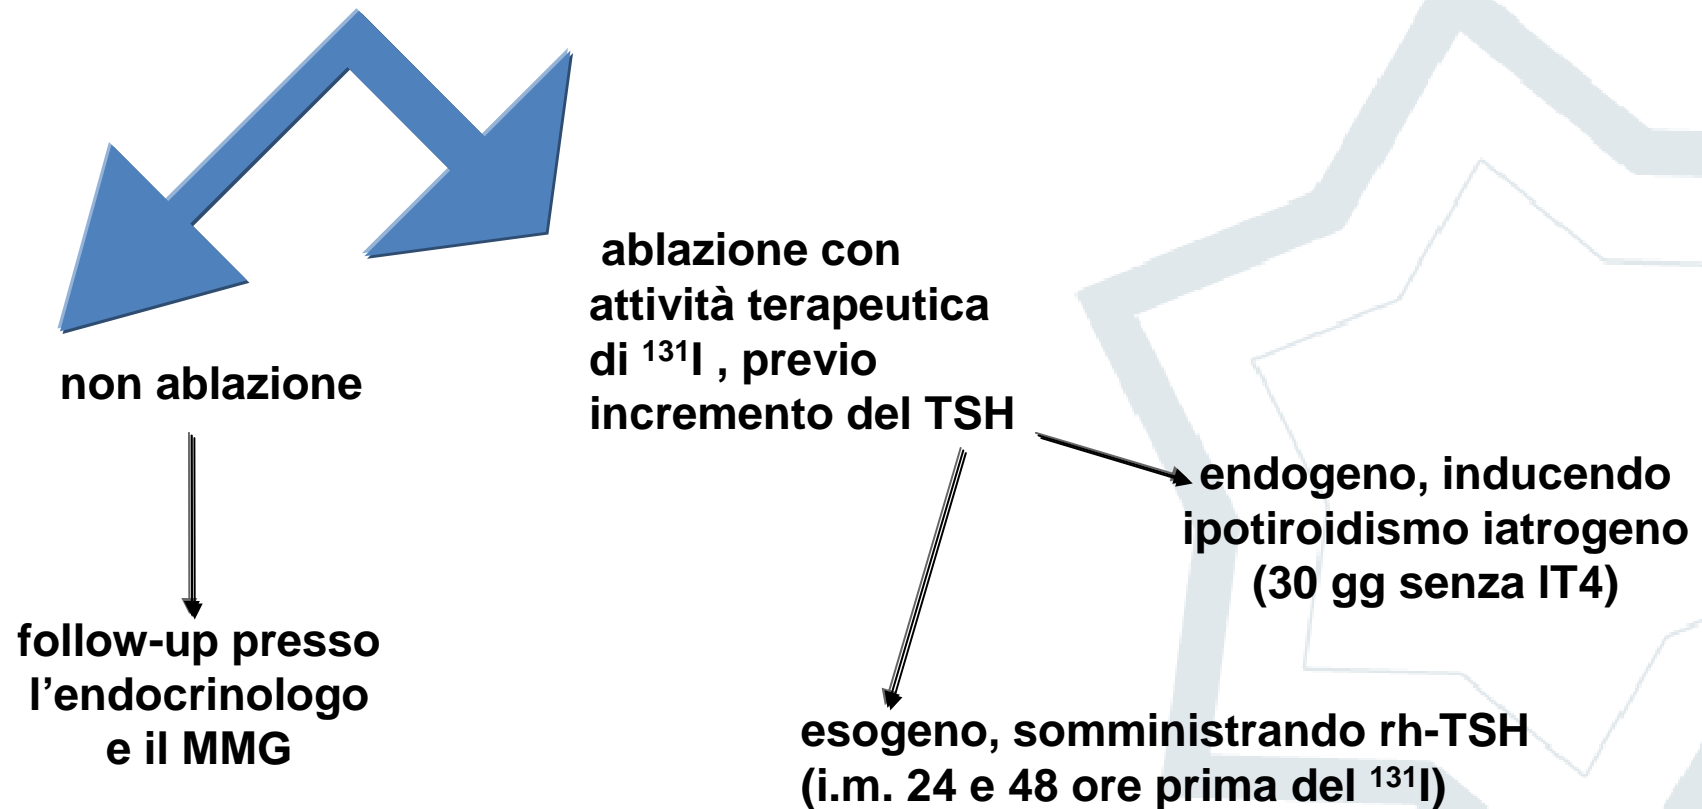 non ablazione
follow-up presso
l’endocrinologo
e il MMG
ablazione con
attività terapeutica
di ¹³¹I , previo
incremento del TSH
endogeno, inducendo
ipotiroidismo iatrogeno
(30 gg senza lT4)
esogeno, somministrando rh-TSH
(i.m. 24 e 48 ore prima del ¹³¹I)